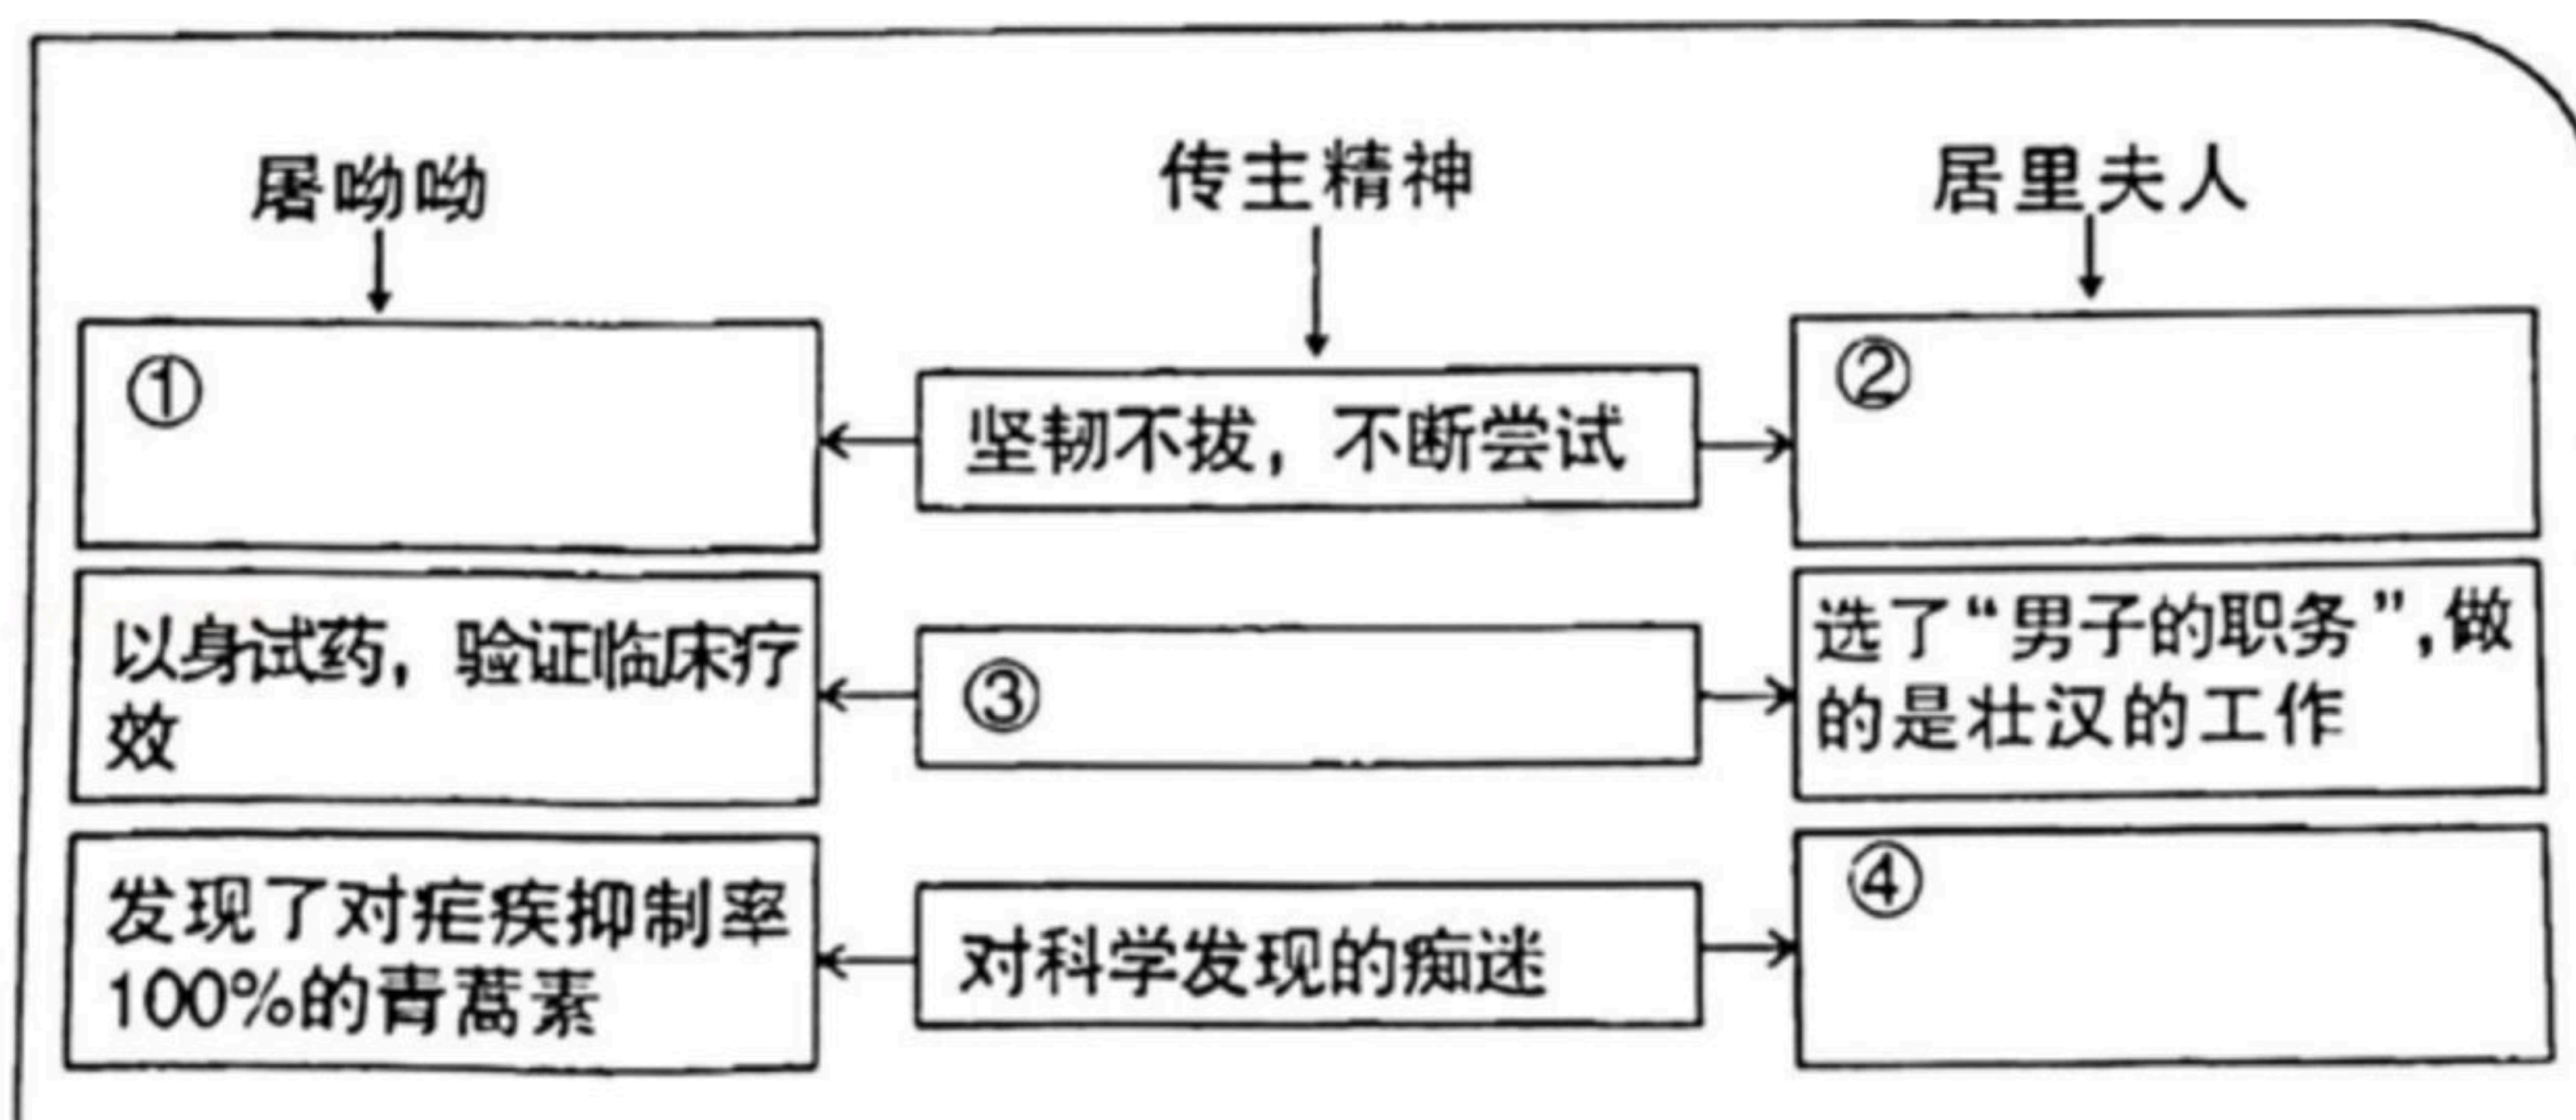 屠呦呦
传主精神
居里夫人
①
坚韧不拔，不断尝试
②
以身试药，验证临床疗
效
③
选了“男子的职务”，做
的是壮汉的工作
发现了对疟疾抑制率
100%的青蒿素
对科学发现的痴迷
④